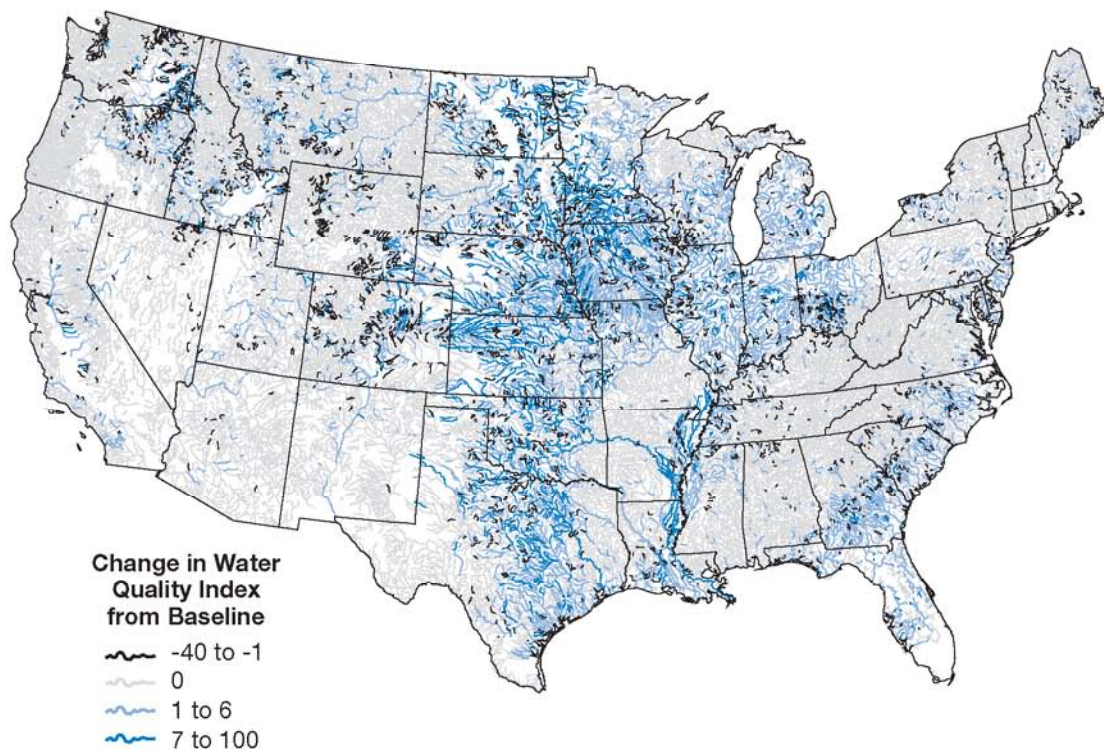 Change in Water
Quality Index
from Baseline
-40 to -1
0
1 to 6
7 to 100